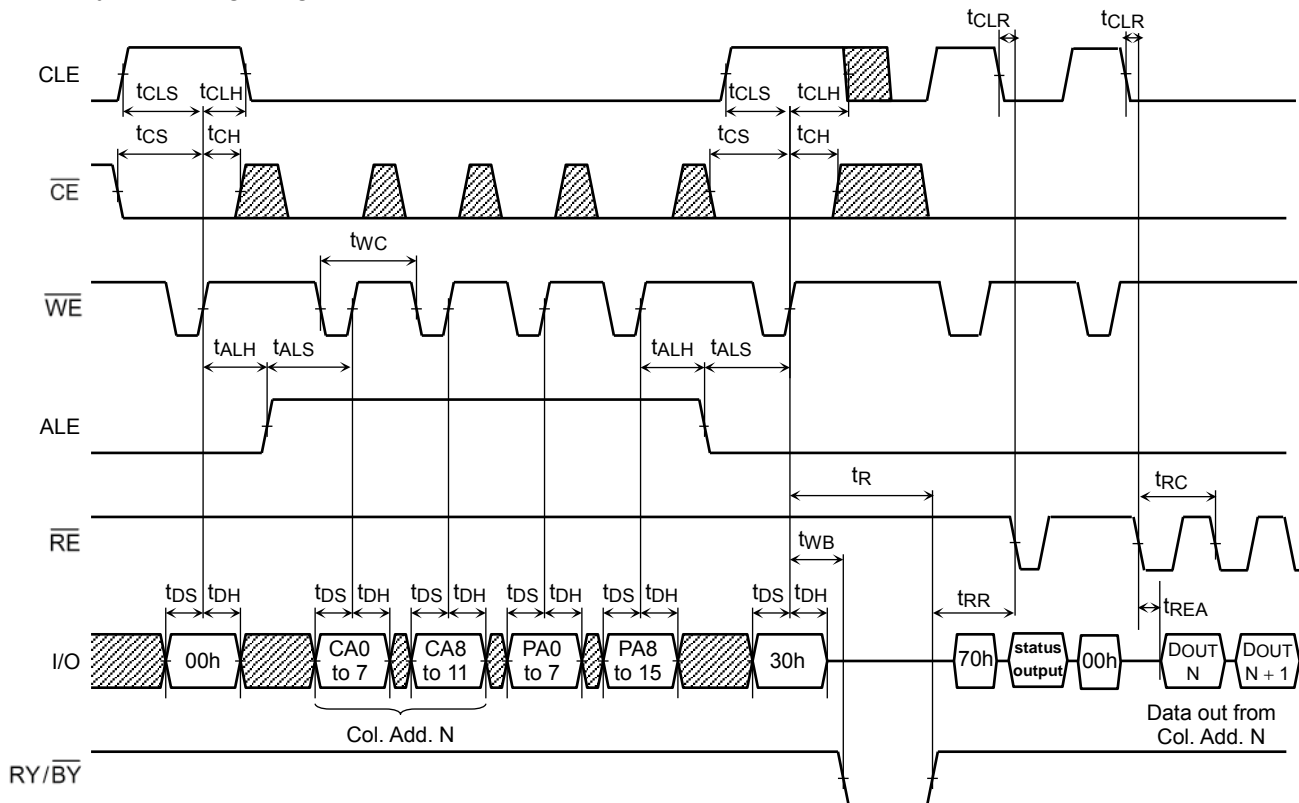 tCLR tCLR
CLE
tCLS tCLH tCLS tCLH
tCS tCH tCS tCH
CE
tWC
WE
tALH tALS tALH tALS
ALE
tR
tRC
RE
tWB
tDS tDH tDS tDH tDS tDH tDS tDH tDS tDH tDS tDH
tRR
tREA
I/O
00h
CA0 to 7
CA8 to 11
PA0 to 7
PA8 to 15
30h
70h
status output
00h
DOUT N
DOUT N + 1
Col. Add. N
Data out from
Col. Add. N
RY/BY